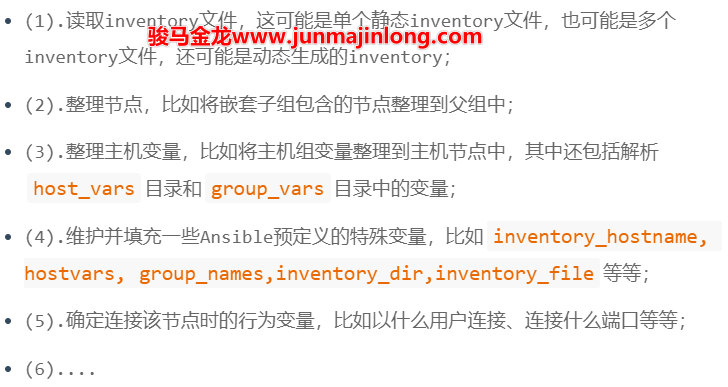 (1).读取inventory文件，这可能是单个静态inventory文件，也可能是多个
骏马金龙www.junmajinlong.com
inventory文件，还可能是动态生成的inventory；
(2).整理节点，比如将嵌套子组包含的节点整理到父组中；
(3).整理主机变量，比如将主机组变量整理到主机节点中，其中还包括解析
host_vars 目录和 group_vars 目录中的变量；
(4).维护并填充一些Ansible预定义的特殊变量，比如 inventory_hostname,
hostvars, group_names,inventory_dir,inventory_file 等等；
(5).确定连接该节点时的行为变量，比如以什么用户连接、连接什么端口等等；
(6)....